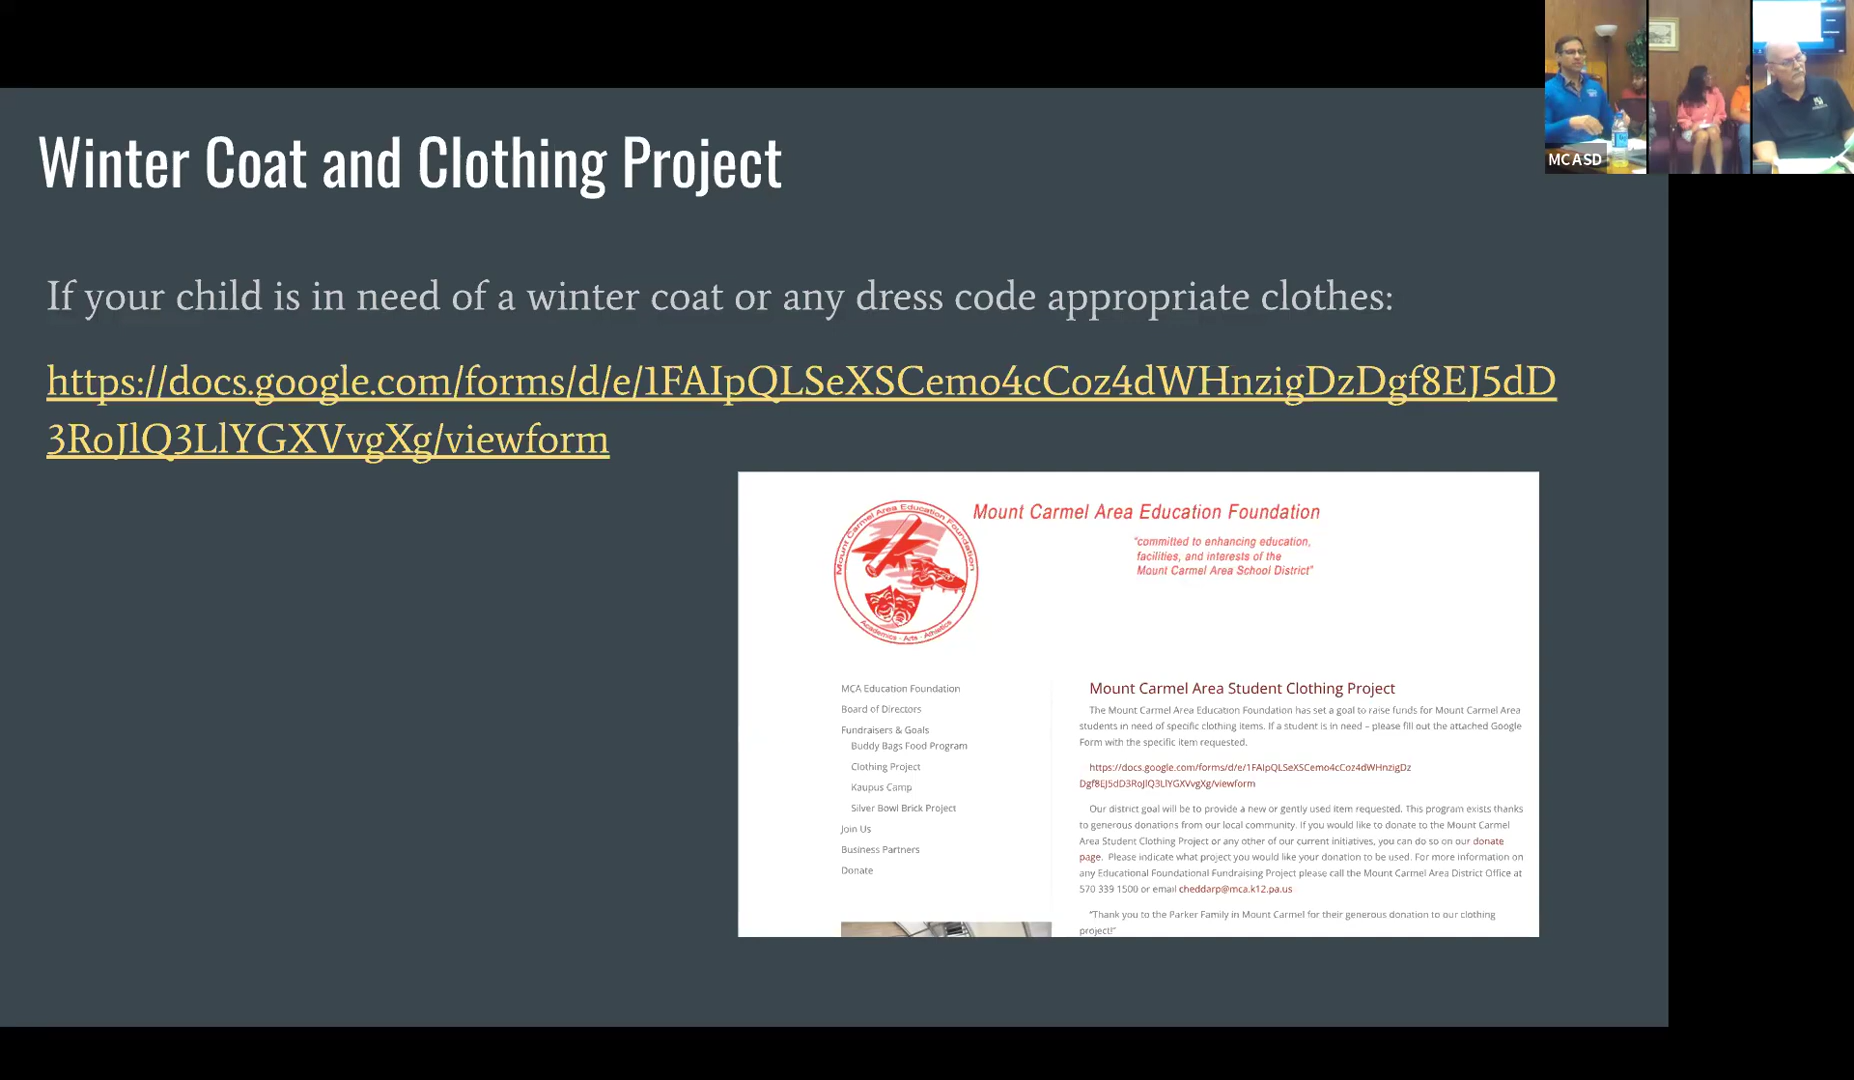 MCASD
Winter Coat and Clothing Project
If your child is in need of a winter coat or any dress code appropriate clothes:
https://docs.google.com/forms/d/e/1FAIpQLSeXSCemo4cCoz4dWHnzigDzDgf8EJ5dD
3RoJlQ3LlYGXVvgXg/viewform
Mount Carmel Area Education Foundation
Academics - Arts - Athletics
Mount Carmel Area Education Foundation
"committed to enhancing education,
facilities, and interests of the
Mount Carmel Area School District"
MCA Education Foundation
Board of Directors
Fundraisers & Goals
Buddy Bags Food Program
Clothing Project
Kaupus Camp
Silver Bowl Brick Project
Join Us
Business Partners
Donate
Mount Carmel Area Student Clothing Project
The Mount Carmel Area Education Foundation has set a goal to raise funds for Mount Carmel Area
students in need of specific clothing items. If a student is in need – please fill out the attached Google
Form with the specific item requested.
https://docs.google.com/forms/d/e/1FAIpQLSeXSCemo4cCoz4dWHnzigDz
Dgf8EJ5dD3RoJlQ3LlYGXVvgXg/viewform
Our district goal will be to provide a new or gently used item requested. This program exists thanks
to generous donations from our local community. If you would like to donate to the Mount Carmel
Area Student Clothing Project or any other of our current initiatives, you can do so on our donate
page. Please indicate what project you would like your donation to be used. For more information on
any Educational Foundational Fundraising Project please call the Mount Carmel Area District Office at
570 339 1500 or email cheddarp@mca.k12.pa.us
"Thank you to the Parker Family in Mount Carmel for their generous donation to our clothing
project!"